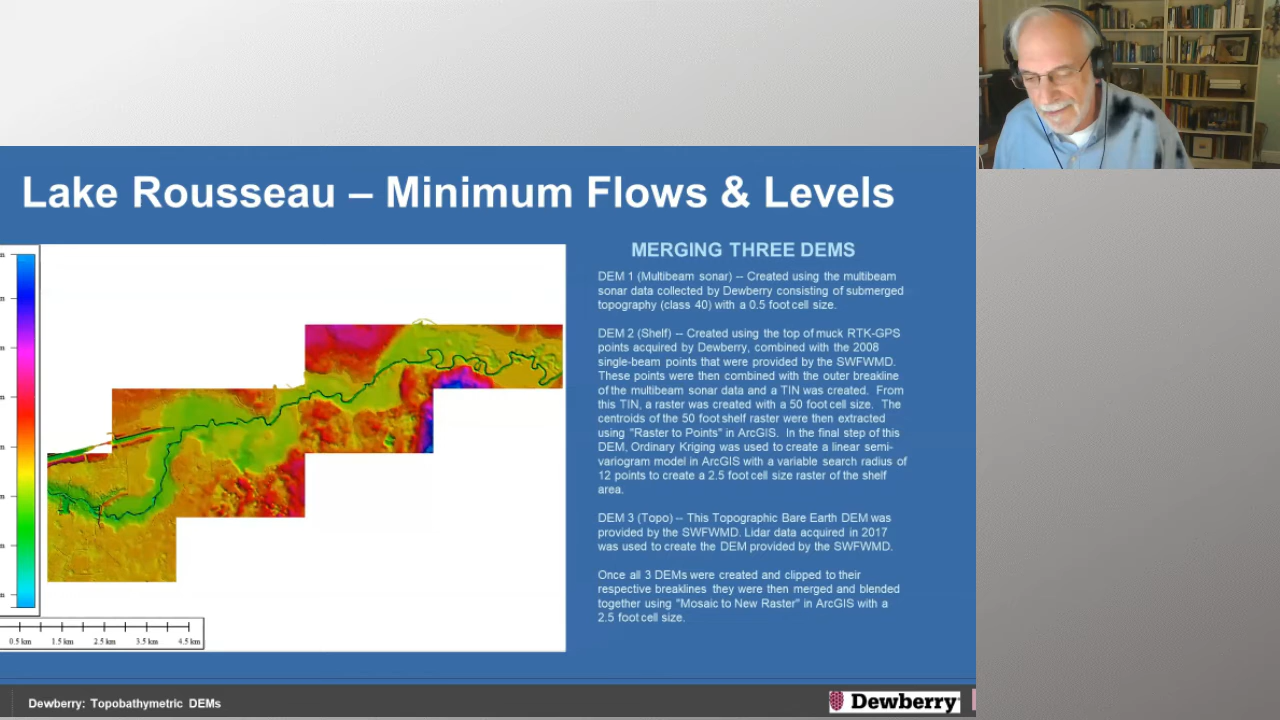 Lake Rousseau – Minimum Flows & Levels
MERGING THREE DEMS
DEM 1 (Multibeam sonar) -- Created using the multibeam
sonar data collected by Dewberry consisting of submerged
topography (class 40) with a 0.5 foot cell size.
DEM 2 (Shelf) -- Created using the top of muck RTK-GPS
points acquired by Dewberry, combined with the 2008
single-beam points that were provided by the SWFWMD.
These points were then combined with the outer breakline
of the multibeam sonar data and a TIN was created. From
this TIN, a raster was created with a 50 foot cell size. The
centroids of the 50 foot shelf raster were then extracted
using "Raster to Points" in ArcGIS. In the final step of this
DEM, Ordinary Kriging was used to create a linear semi-
variogram model in ArcGIS with a variable search radius of
12 points to create a 2.5 foot cell size raster of the shelf
area.
DEM 3 (Topo) -- This Topographic Bare Earth DEM was
provided by the SWFWMD. Lidar data acquired in 2017
was used to create the DEM provided by the SWFWMD.
Once all 3 DEMs were created and clipped to their
respective breaklines they were then merged and blended
together using "Mosaic to New Raster" in ArcGIS with a
2.5 foot cell size.
0.5 km 1.5 km 2.5 km 3.5 km 4.5 km
Dewberry: Topobathymetric DEMs
Dewberry